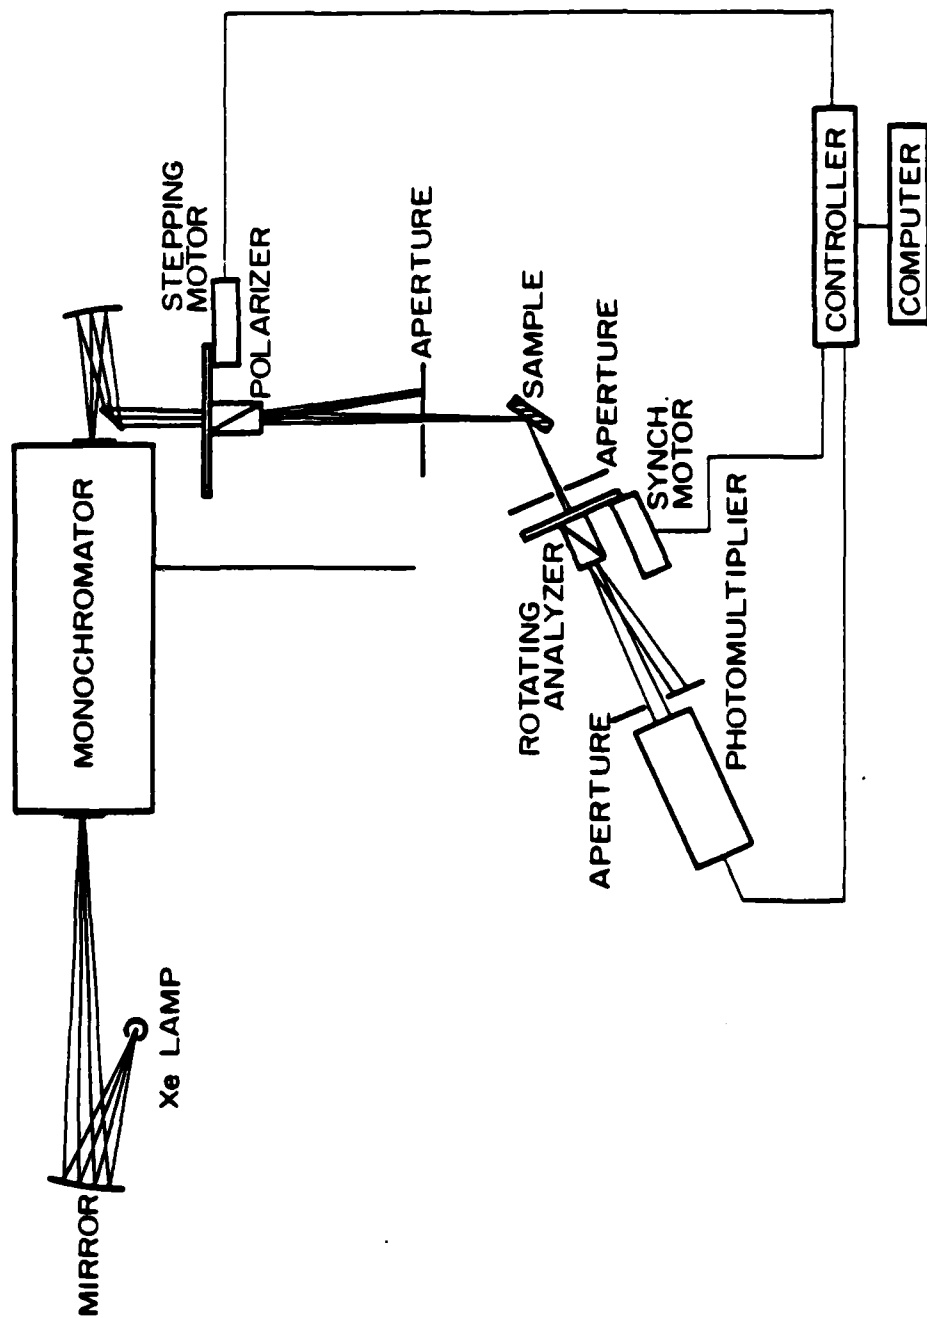 MIRROR
Xe LAMP
MONOCHROMATOR
STEPPING
MOTOR
POLARIZER
APERTURE
SAMPLE
APERTURE
SYNCH.
MOTOR
ROTATING
ANALYZER
APERTURE
PHOTOMULTIPLIER
CONTROLLER
COMPUTER